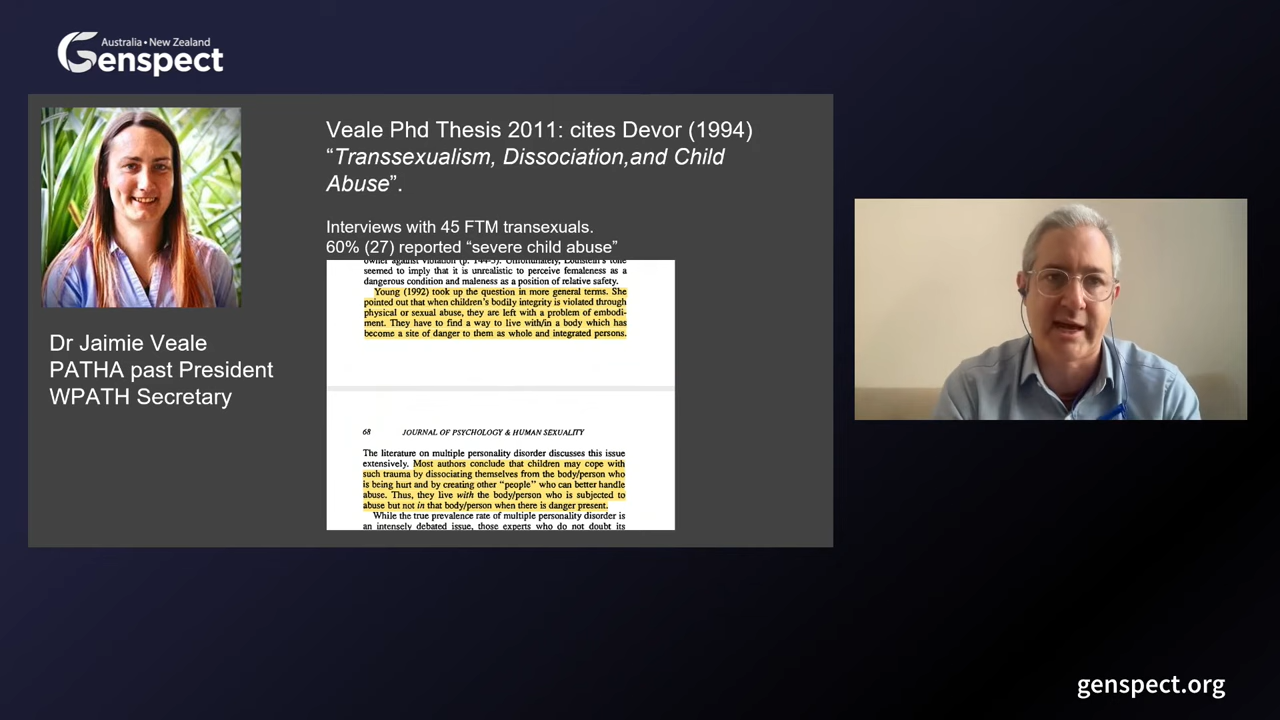 Australia • New Zealand
Genspect
Veale Phd Thesis 2011: cites Devor (1994)
“Transsexualism, Dissociation,and Child
Abuse”.
Interviews with 45 FTM transexuals.
60% (27) reported “severe child abuse”
seemed to imply that it is unrealistic to perceive femaleness as a
dangerous condition and maleness as a position of relative safety.
Young (1992) took up the question in more general terms. She
pointed out that when children's bodily integrity is violated through
physical or sexual abuse, they are left with a problem of embodi-
ment. They have to find a way to live with/in a body which has
become a site of danger to them as whole and integrated persons.
68 JOURNAL OF PSYCHOLOGY & HUMAN SEXUALITY
The literature on multiple personality disorder discusses this issue
extensively. Most authors conclude that children may cope with
such trauma by dissociating themselves from the body/person who
is being hurt and by creating other "people" who can better handle
abuse. Thus, they live with the body/person who is subjected to
abuse but not in that body/person when there is danger present.
While the true prevalence rate of multiple personality disorder is
an intensely debated issue, those experts who do not doubt its
Dr Jaimie Veale
PATHA past President
WPATH Secretary
genspect.org